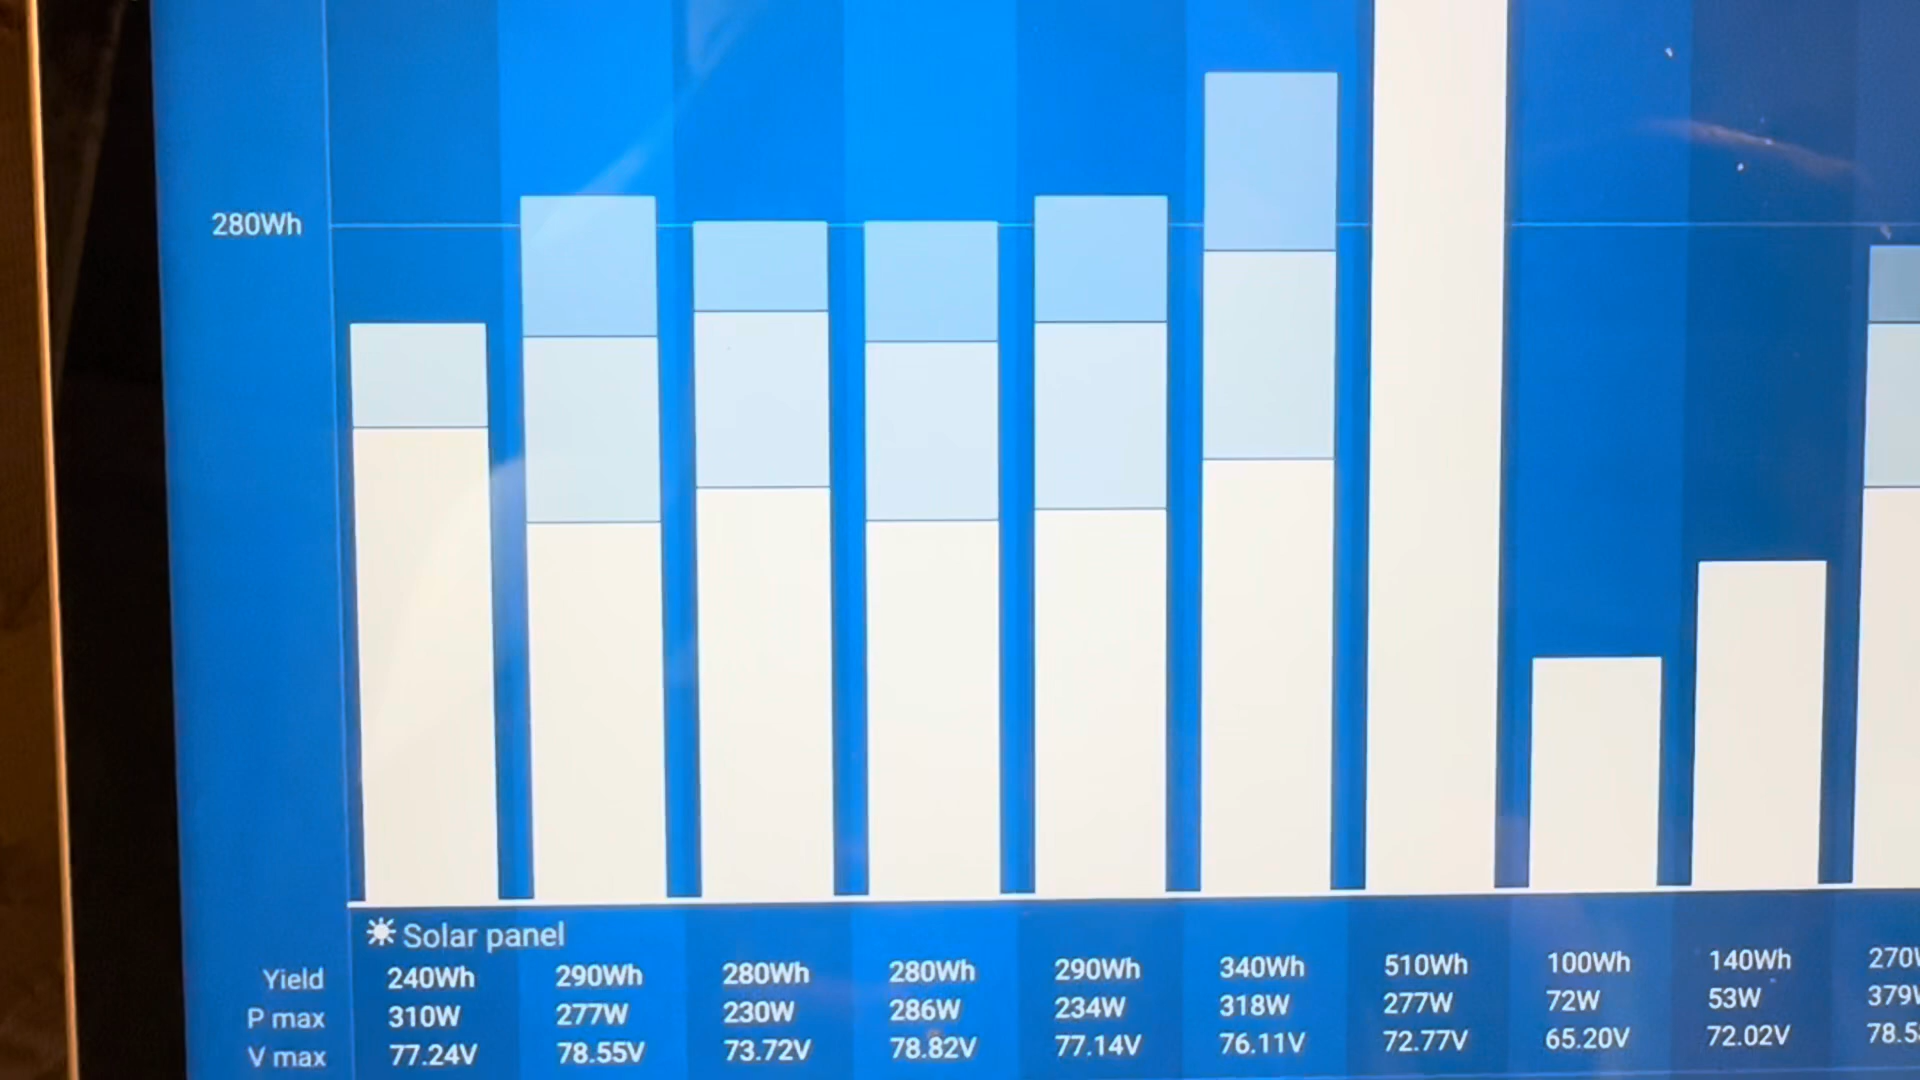 280Wh
Solar panel
Yield 240Wh 290Wh 280Wh 280Wh 290Wh 340Wh 510Wh 100Wh 140Wh
P max 310W 277W 230W 286W 234W 318W 277W 72W 53W
V max 77.24V 78.55V 73.72V 78.82V 77.14V 76.11V 72.77V 65.20V 72.02V